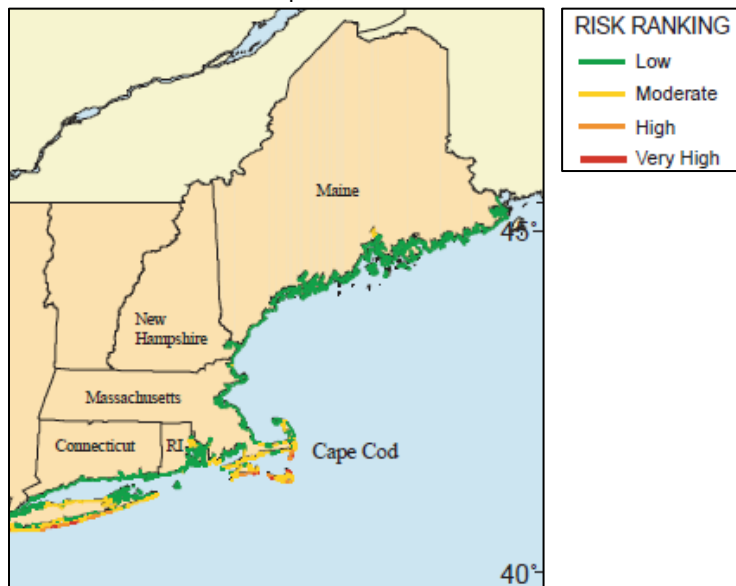 RISK RANKING
Low
Moderate
High
Very High
Maine
45°
New
Hampshire
Massachusetts
Connecticut
RI
Cape Cod
40°